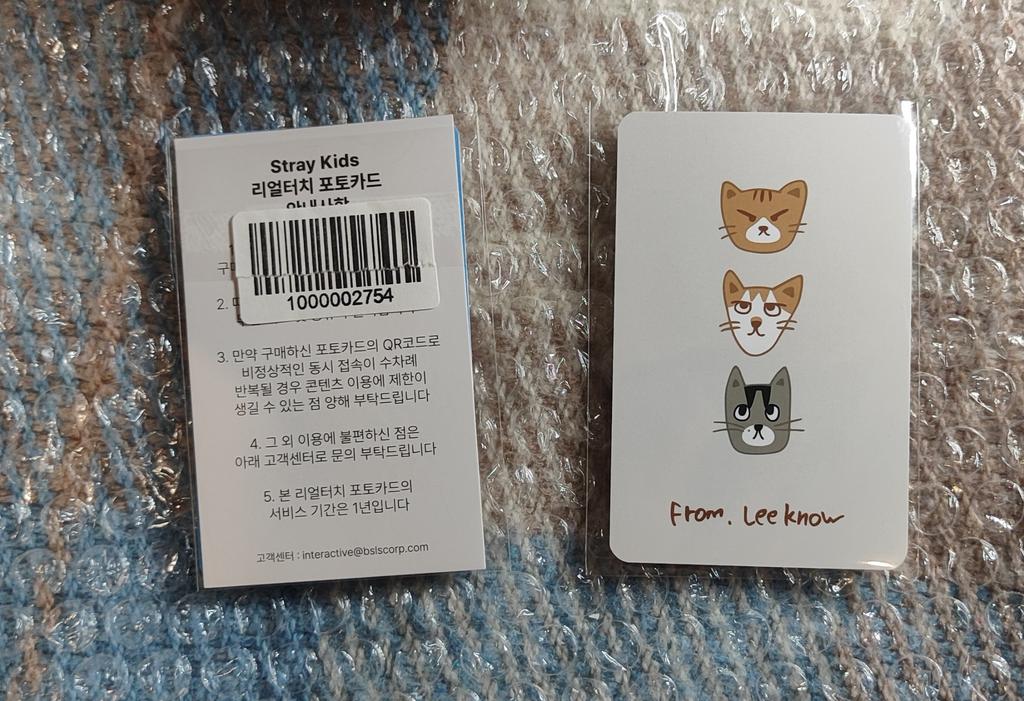 Stray Kids
리얼터치 포토카드
안내사항
1000002754
2.
3. 만약 구매하신 포토카드의 QR코드로
비정상적인 동시 접속이 수차례
반복될 경우 콘텐츠 이용에 제한이
생길 수 있는 점 양해 부탁드립니다
4. 그 외 이용에 불편하신 점은
아래 고객센터로 문의 부탁드립니다
5. 본 리얼터치 포토카드의
서비스 기간은 1년입니다
고객센터 : interactive@bslscorp.com
From. Lee know